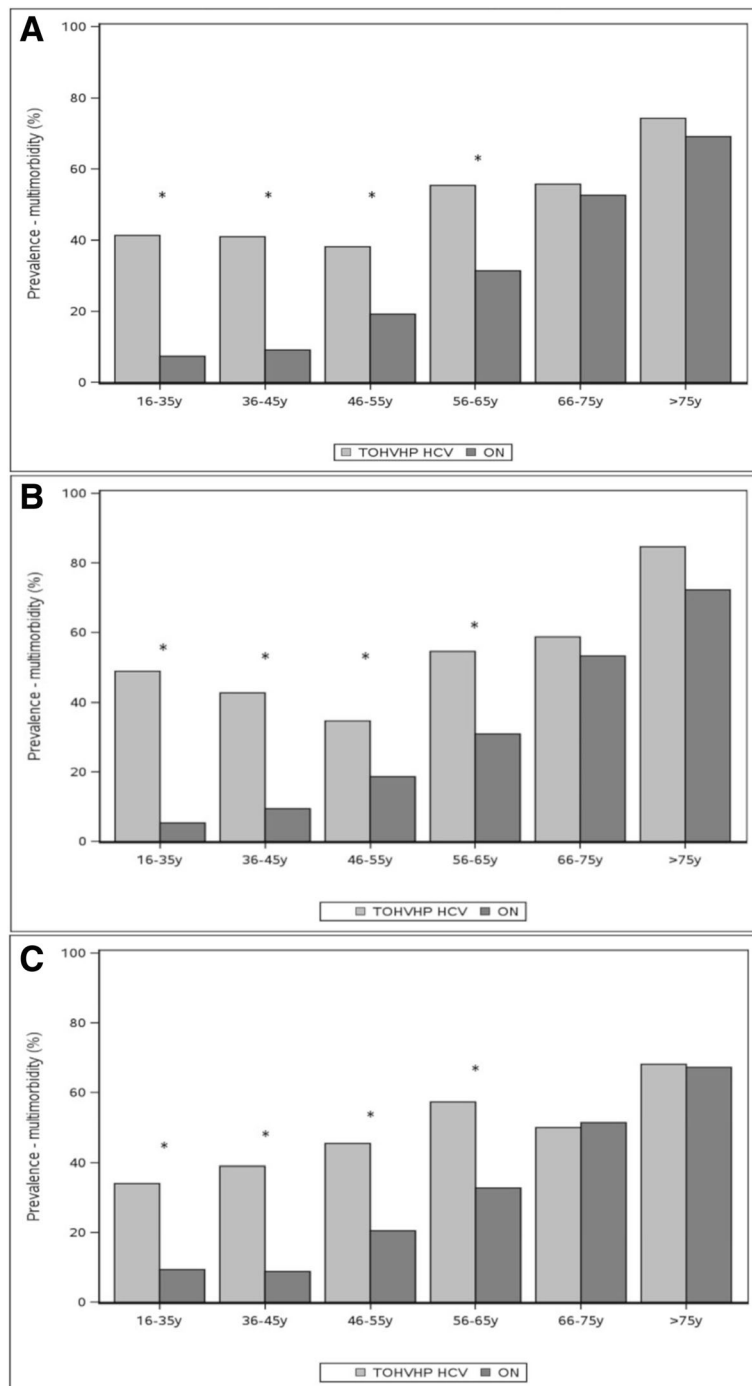 A
Prevalence - multimorbidity (%)
100
80
60
40
20
0
* * * *
16-35y 36-45y 46-55y 56-65y 66-75y >75y
TOHVHP HCV ON
B
Prevalence - multimorbidity (%)
100
80
60
40
20
0
* * * *
16-35y 36-45y 46-55y 56-65y 66-75y >75y
TOHVHP HCV ON
C
Prevalence - multimorbidity (%)
100
80
60
40
20
0
* * * *
16-35y 36-45y 46-55y 56-65y 66-75y >75y
TOHVHP HCV ON